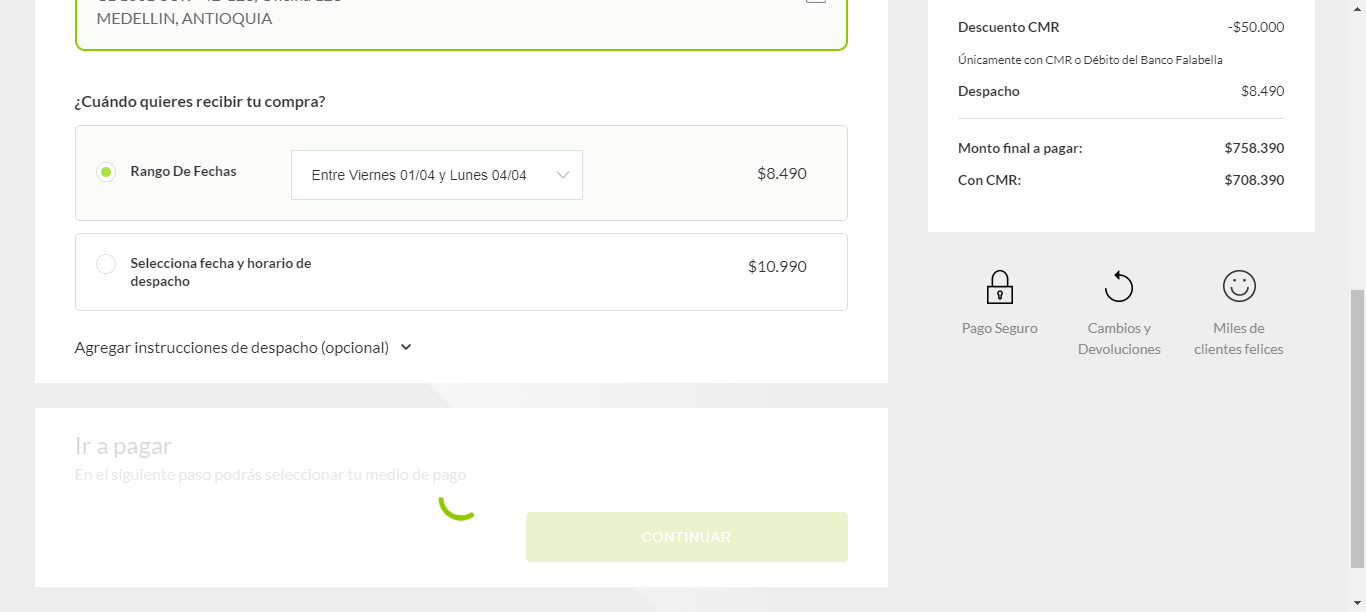 MEDELLIN, ANTIOQUIA
¿Cuándo quieres recibir tu compra?
Rango De Fechas
Entre Viernes 01/04 y Lunes 04/04
$8.490
Selecciona fecha y horario de
despacho
$10.990
Agregar instrucciones de despacho (opcional)
Ir a pagar
En el siguiente paso podrás seleccionar tu medio de pago
CONTINUAR
Descuento CMR -$50.000
Únicamente con CMR o Débito del Banco Falabella
Despacho $8.490
Monto final a pagar: $758.390
Con CMR: $708.390
Pago Seguro
Cambios y
Devoluciones
Miles de
clientes felices